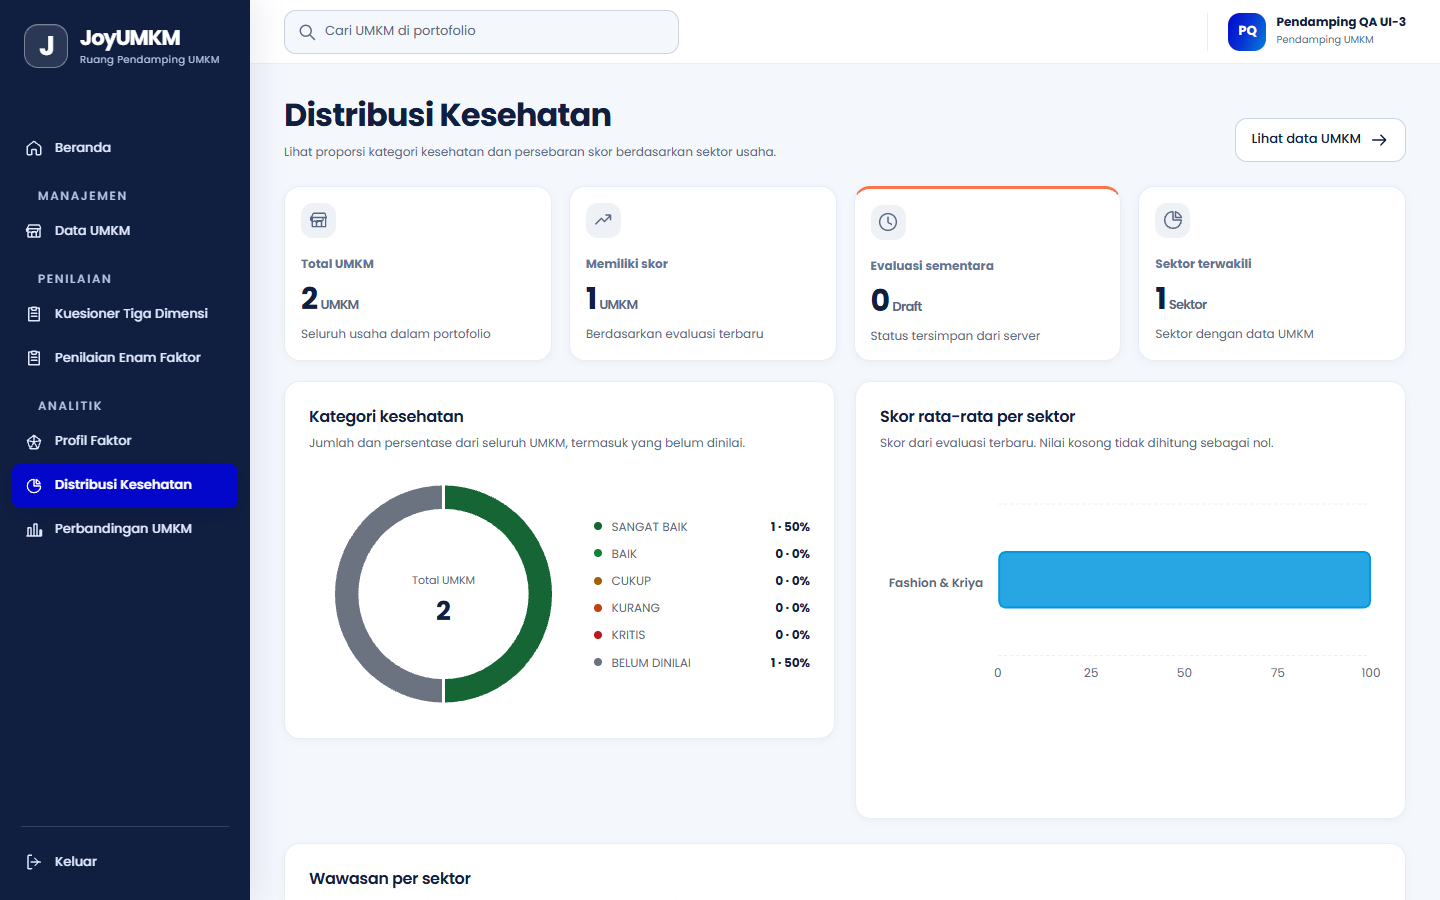 J
JoyUMKM
Ruang Pendamping UMKM
Beranda
MANAJEMEN
Data UMKM
PENILAIAN
Kuesioner Tiga Dimensi
Penilaian Enam Faktor
ANALITIK
Profil Faktor
Distribusi Kesehatan
Perbandingan UMKM
Keluar
Cari UMKM di portofolio
PQ
Pendamping QA UI-3
Pendamping UMKM
Distribusi Kesehatan
Lihat proporsi kategori kesehatan dan persebaran skor berdasarkan sektor usaha.
Lihat data UMKM
Total UMKM
2 UMKM
Seluruh usaha dalam portofolio
Memiliki skor
1 UMKM
Berdasarkan evaluasi terbaru
Evaluasi sementara
0 Draft
Status tersimpan dari server
Sektor terwakili
1 Sektor
Sektor dengan data UMKM
Kategori kesehatan
Jumlah dan persentase dari seluruh UMKM, termasuk yang belum dinilai.
Total UMKM
2
SANGAT BAIK 1 · 50%
BAIK 0 · 0%
CUKUP 0 · 0%
KURANG 0 · 0%
KRITIS 0 · 0%
BELUM DINILAI 1 · 50%
Skor rata-rata per sektor
Skor dari evaluasi terbaru. Nilai kosong tidak dihitung sebagai nol.
Fashion & Kriya
0 25 50 75 100
Wawasan per sektor